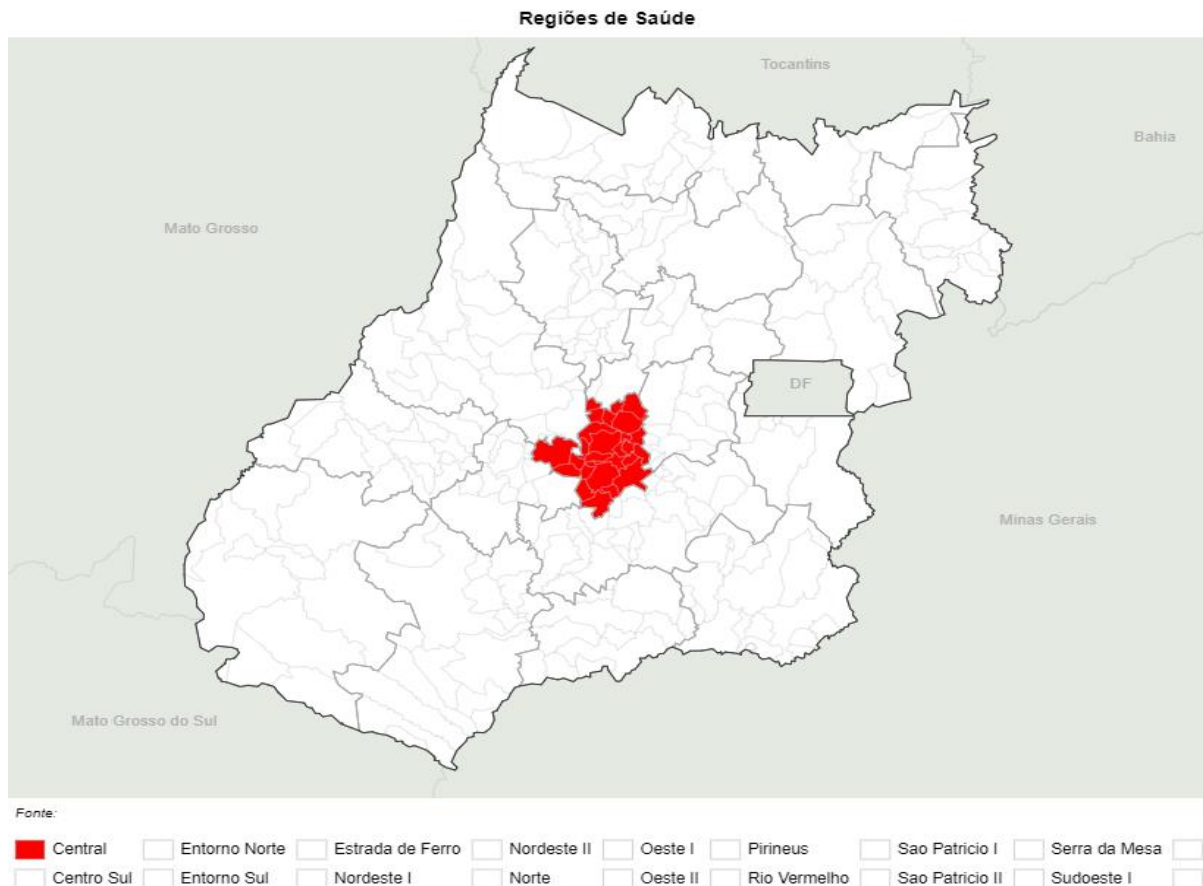 Regiões de Saúde
Tocantins
Bahia
Mato Grosso
DF
Minas Gerais
Mato Grosso do Sul
Fonte:
Central Entorno Norte Estrada de Ferro Nordeste II Oeste I Pirineus Sao Patricio I Serra da Mesa
Centro Sul Entorno Sul Nordeste I Norte Oeste II Rio Vermelho Sao Patricio II Sudoeste I